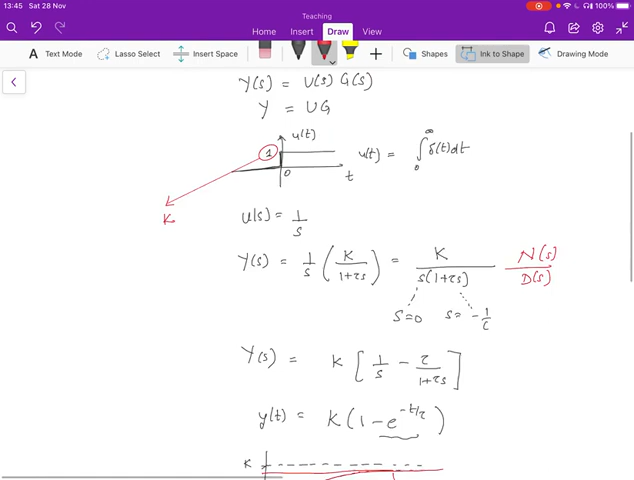 13:45 Sat 28 Nov
Teaching
100%
Home Insert Draw View
A Text Mode Lasso Select Insert Space Shapes Ink to Shape Drawing Mode
Y(s) = U(s) G(s)
Y = UG
u(t)
1
0
t
u(t) = ∫₀^∞ δ(t)dt
K
U(s) = 1/s
Y(s) = 1/s (K/1+τs) = K/s(1+τs) N(s)/D(s)
s=0 s= -1/τ
Y(s) = K [1/s - τ/1+τs]
y(t) = K(1 - e^-t/τ)
K